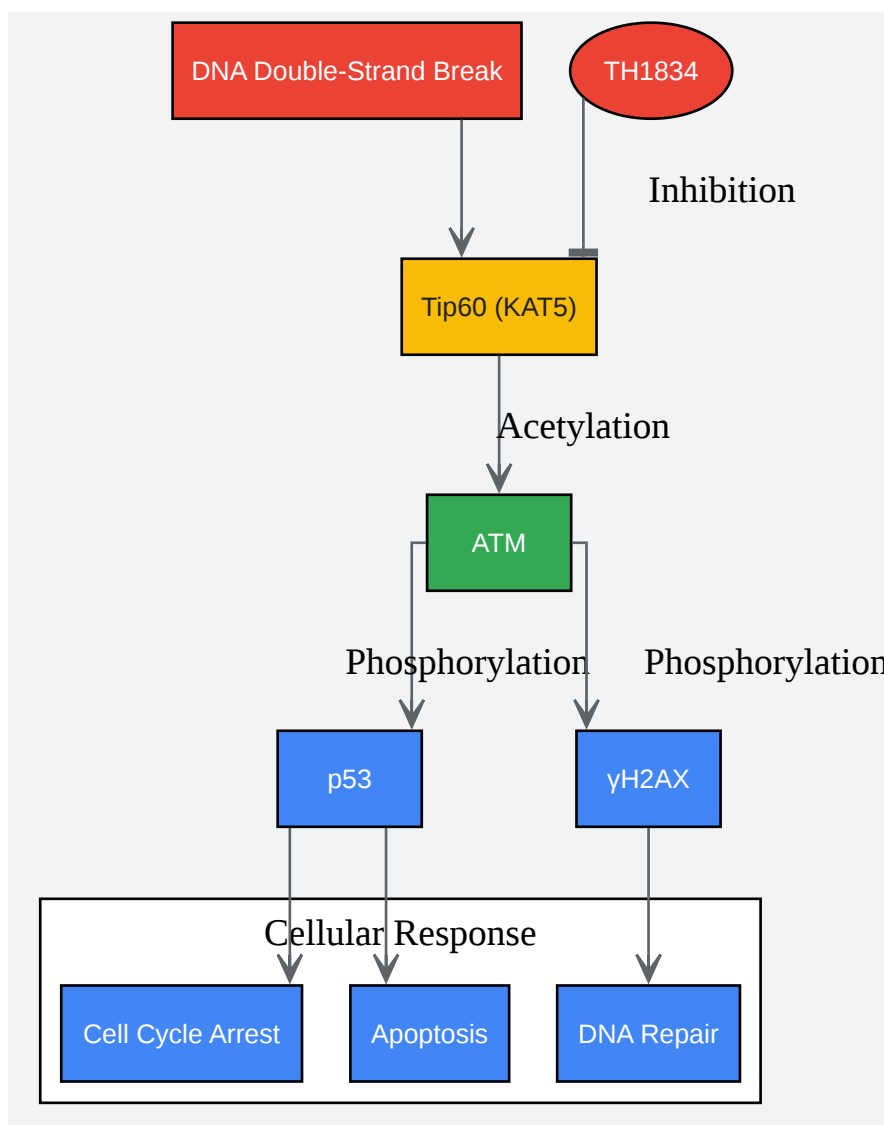 DNA Double-Strand Break
TH1834
Inhibition
Tip60 (KAT5)
Acetylation
ATM
Phosphorylation
Phosphorylation
p53
γH2AX
Cellular Response
Cell Cycle Arrest
Apoptosis
DNA Repair